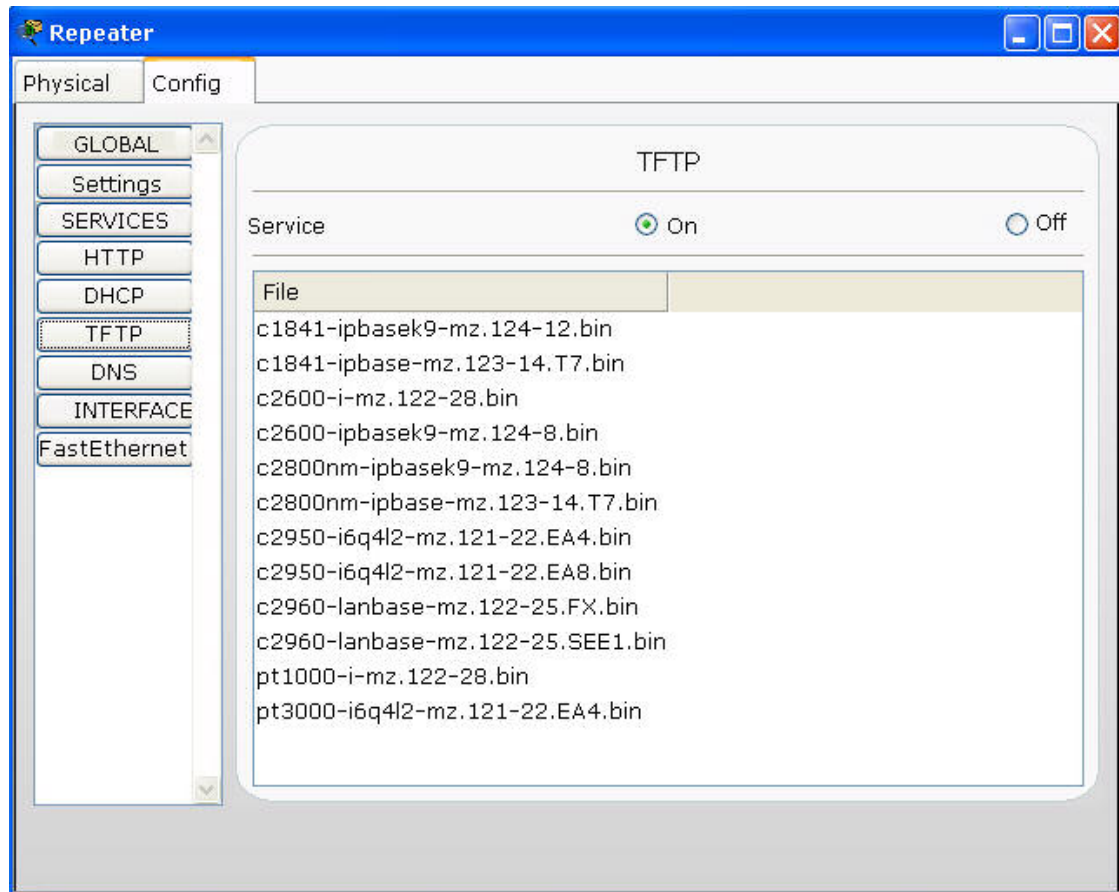 Repeater
Physical Config
GLOBAL
Settings
SERVICES
HTTP
DHCP
TFTP
DNS
INTERFACE
FastEthernet
TFTP
Service On Off
File
c1841-ipbasek9-mz.124-12.bin
c1841-ipbase-mz.123-14.T7.bin
c2600-i-mz.122-28.bin
c2600-ipbasek9-mz.124-8.bin
c2800nm-ipbasek9-mz.124-8.bin
c2800nm-ipbase-mz.123-14.T7.bin
c2950-i6q4l2-mz.121-22.EA4.bin
c2950-i6q4l2-mz.121-22.EA8.bin
c2960-lanbase-mz.122-25.FX.bin
c2960-lanbase-mz.122-25.SEE1.bin
pt1000-i-mz.122-28.bin
pt3000-i6q4l2-mz.121-22.EA4.bin